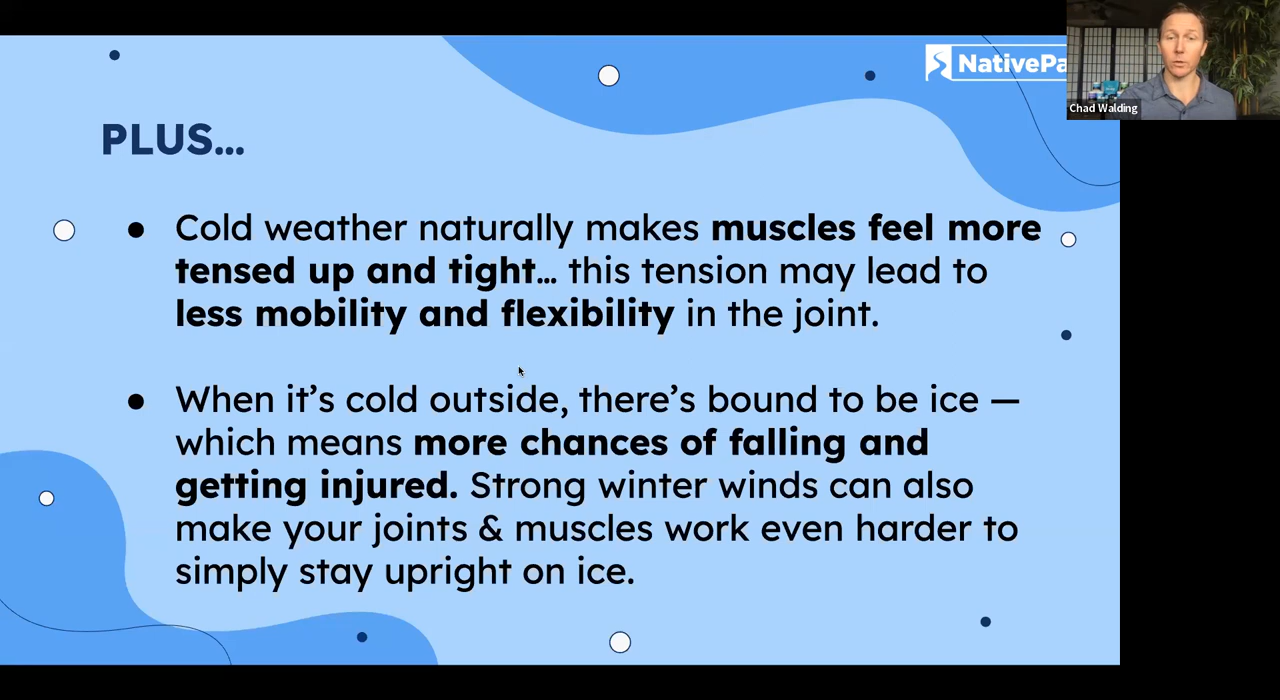 NativePa
Chad Walding
PLUS...
● Cold weather naturally makes muscles feel more
tensed up and tight... this tension may lead to
less mobility and flexibility in the joint.
● When it’s cold outside, there’s bound to be ice —
which means more chances of falling and
getting injured. Strong winter winds can also
make your joints & muscles work even harder to
simply stay upright on ice.